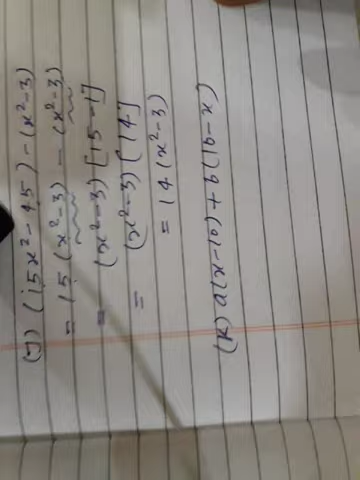 (J) (15x² - 45) - (x² - 3)
= 15 (x² - 3) - (x² - 3)
= (x² - 3) [15 - 1]
= (x² - 3) [14]
= 14 (x² - 3)
(K) a(x - 10) + b(10 - x)